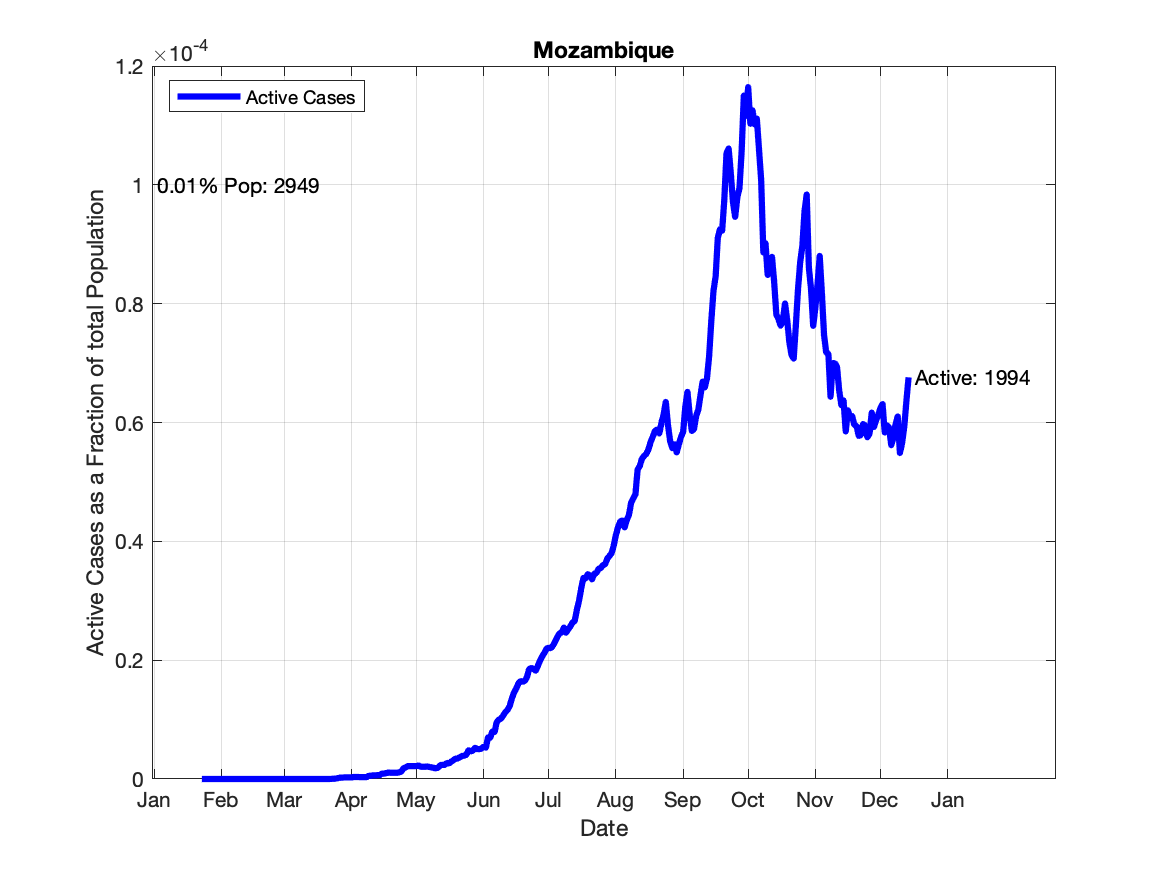 Mozambique
×10⁻⁴
1.2
1
0.8
0.6
0.4
0.2
0
Active Cases as a Fraction of total Population
Active Cases
0.01% Pop: 2949
Active: 1994
Jan Feb Mar Apr May Jun Jul Aug Sep Oct Nov Dec Jan
Date